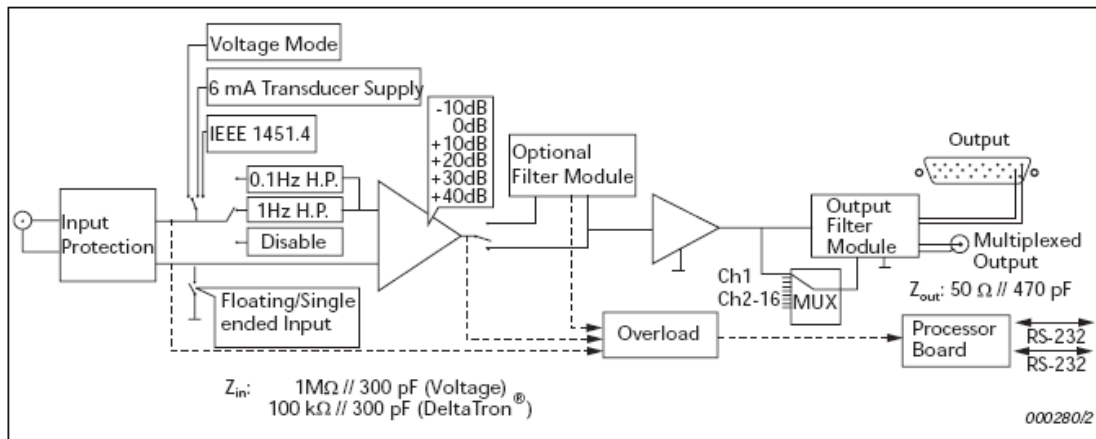 Voltage Mode
6 mA Transducer Supply
IEEE 1451.4
-10dB
0dB
+10dB
+20dB
+30dB
+40dB
Optional
Filter Module
Output
0.1Hz H.P.
1Hz H.P.
Disable
Input
Protection
Output
Filter
Module
Multiplexed
Output
Z_out: 50 Ω // 470 pF
Ch1
Ch2-16
MUX
Floating/Single
ended Input
Overload
Processor
Board
RS-232
RS-232
Z_in: 1MΩ // 300 pF (Voltage)
100 kΩ // 300 pF (DeltaTron®)
000280/2